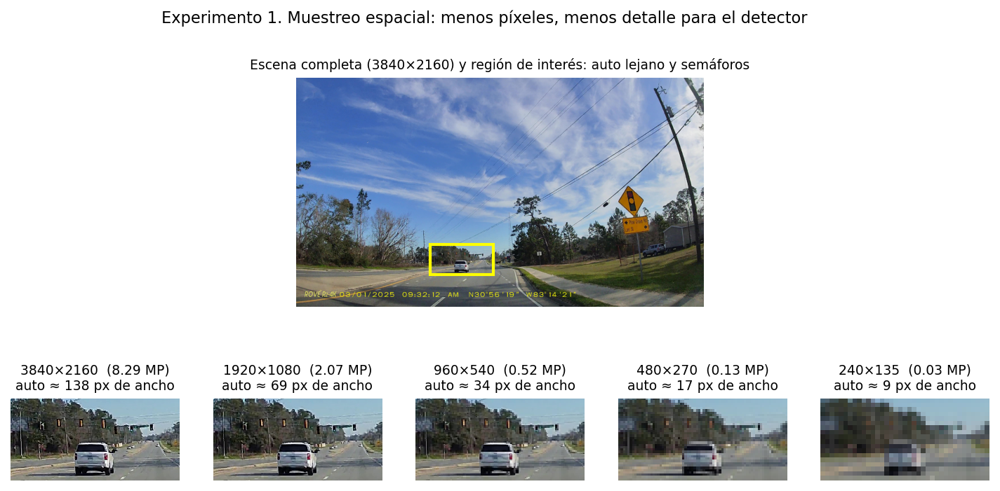 Experimento 1. Muestreo espacial: menos píxeles, menos detalle para el detector
Escena completa (3840×2160) y región de interés: auto lejano y semáforos
03/01/2025 09:32:12 AM N30°56'19" W83°14'21"
3840×2160 (8.29 MP)
auto ≈ 138 px de ancho
1920×1080 (2.07 MP)
auto ≈ 69 px de ancho
960×540 (0.52 MP)
auto ≈ 34 px de ancho
480×270 (0.13 MP)
auto ≈ 17 px de ancho
240×135 (0.03 MP)
auto ≈ 9 px de ancho